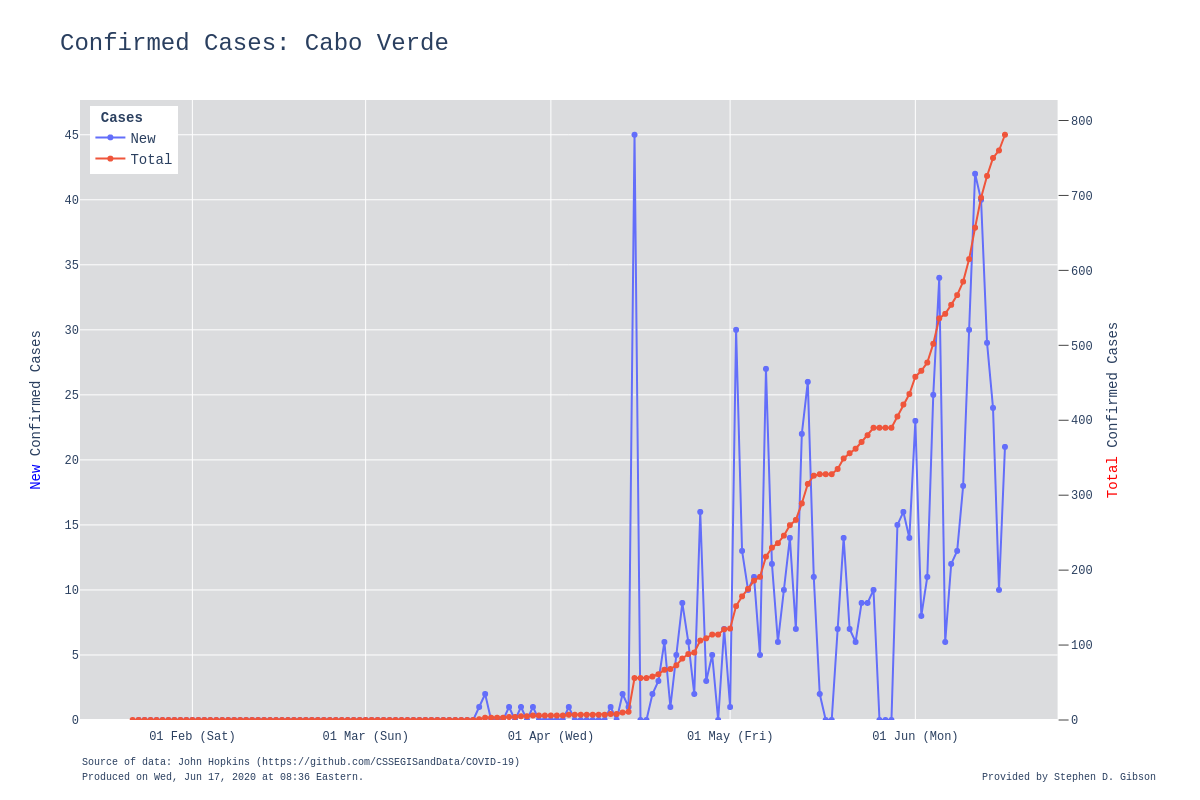 Confirmed Cases: Cabo Verde
Cases
New
Total
45
40
35
30
25
20
15
10
5
0
800
700
600
500
400
300
200
100
0
New Confirmed Cases
Total Confirmed Cases
01 Feb (Sat)
01 Mar (Sun)
01 Apr (Wed)
01 May (Fri)
01 Jun (Mon)
Source of data: John Hopkins (https://github.com/CSSEGISandData/COVID-19)
Produced on Wed, Jun 17, 2020 at 08:36 Eastern.
Provided by Stephen D. Gibson